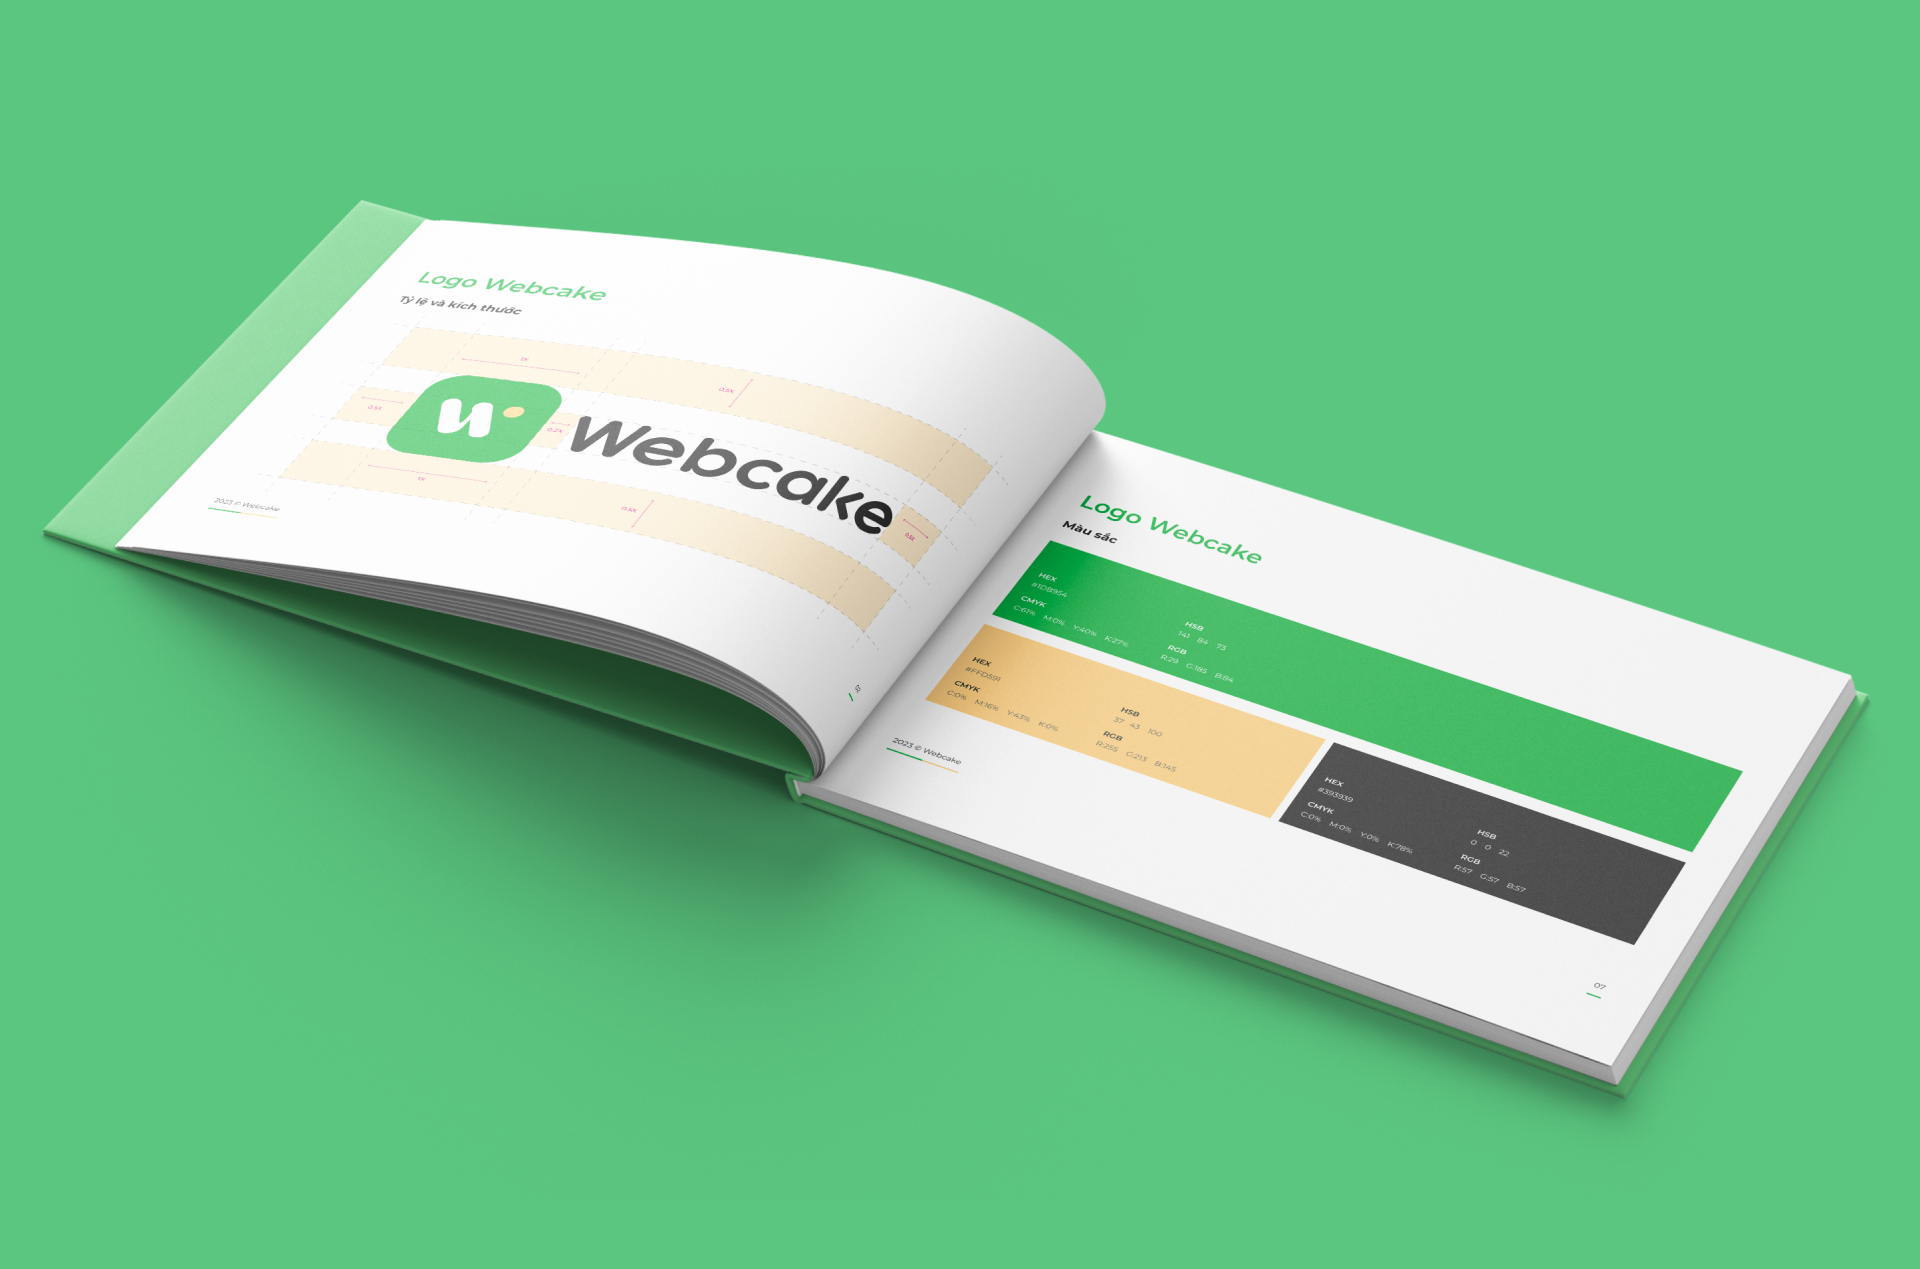 Logo Webcake
Tỷ lệ và kích thước
1X
0.5X
0.5X
0.2X
Webcake
0.5X
1X
0.5X
2023 © Webcake
Logo Webcake
Màu sắc
HEX
#1DB954
CMYK
C:61% M:0% Y:40% K:27%
HSB
141 84 73
RGB
R:29 G:185 B:84
HEX
#FFD591
CMYK
C:0% M:16% Y:43% K:0%
HSB
37 43 100
RGB
R:255 G:213 B:145
HEX
#393939
CMYK
C:0% M:0% Y:0% K:78%
HSB
0 0 22
RGB
R:57 G:57 B:57
2023 © Webcake
07